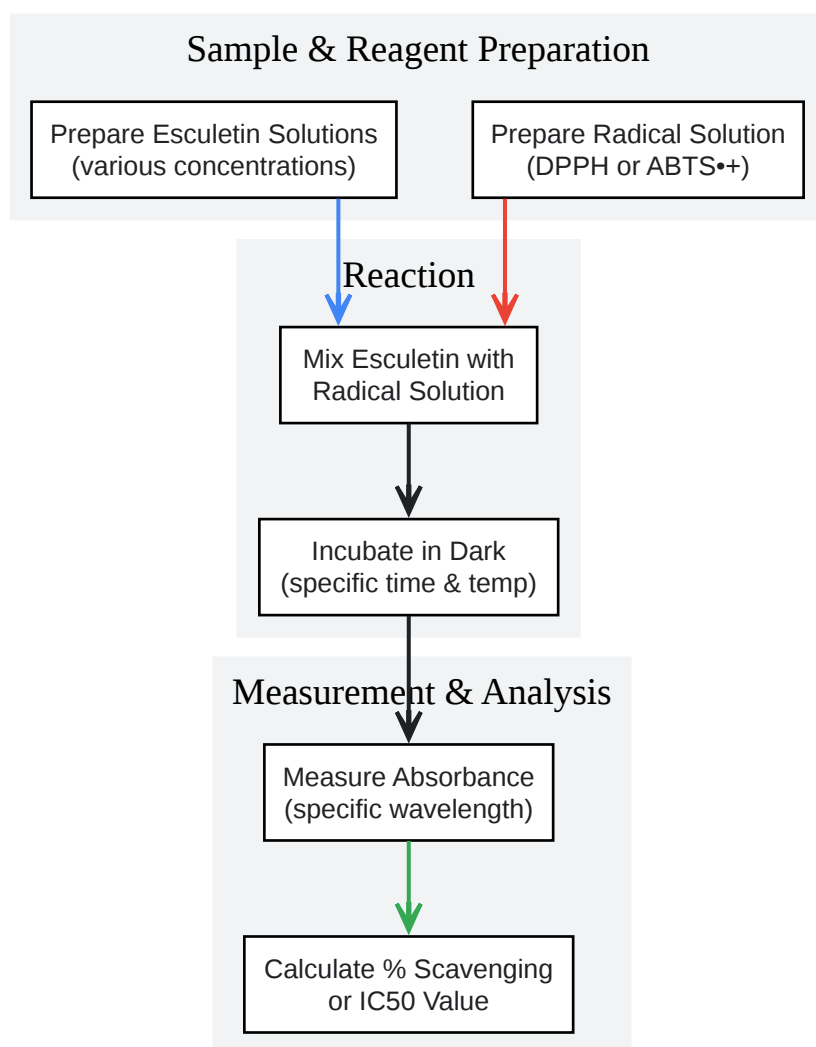 Sample & Reagent Preparation
Prepare Esculetin Solutions
(various concentrations)
Prepare Radical Solution
(DPPH or ABTS•+)
Reaction
Mix Esculetin with
Radical Solution
Incubate in Dark
(specific time & temp)
Measurement & Analysis
Measure Absorbance
(specific wavelength)
Calculate % Scavenging
or IC50 Value